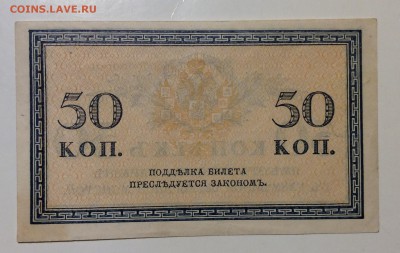 COINS.LAVE.RU
50 50
КОП. КОП.
ПОДДѢЛКА БИЛЕТА
ПРЕСЛѢДУЕТСЯ ЗАКОНОМЪ.